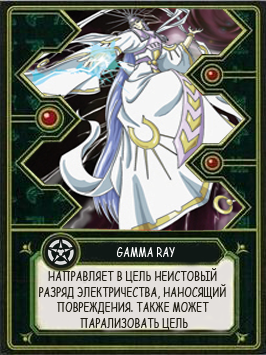 GAMMA RAY
НАПРАВЛЯЕТ В ЦЕЛЬ НЕИСТОВЫЙ
РАЗРЯД ЭЛЕКТРИЧЕСТВА, НАНОСЯЩИЙ
ПОВРЕЖДЕНИЯ. ТАКЖЕ МОЖЕТ
ПАРАЛИЗОВАТЬ ЦЕЛЬ